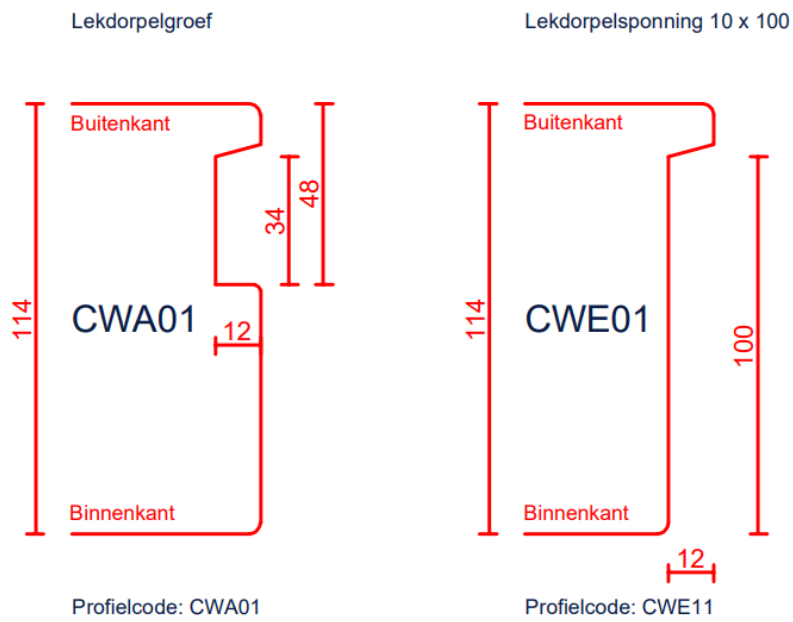 Lekdorpelgroef
Buitenkant
48
34
114
CWA01
12
Binnenkant
Profielcode: CWA01
Lekdorpelsponning 10 x 100
Buitenkant
114
CWE01
100
Binnenkant
12
Profielcode: CWE11